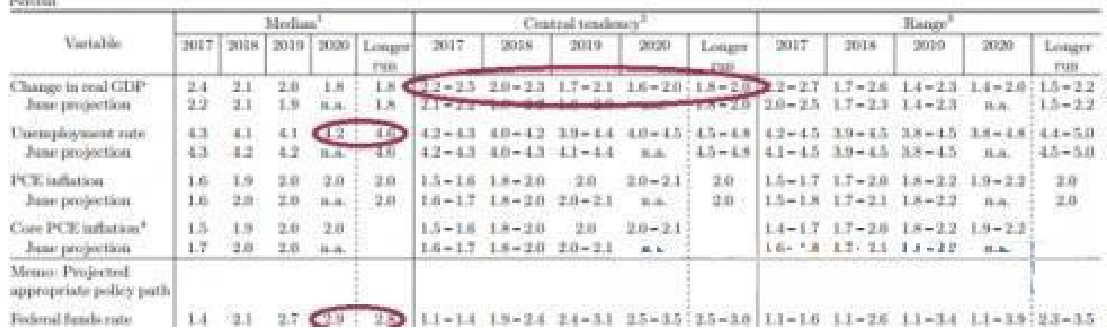 Percent
Variable Median¹ Central tendency² Range³
2017 2018 2019 2020 Longer run 2017 2018 2019 2020 Longer run 2017 2018 2019 2020 Longer run
Change in real GDP 2.4 2.1 2.0 1.8 1.8 2.2–2.5 2.0–2.3 1.7–2.1 1.6–2.0 1.8–2.0 2.2–2.7 1.7–2.6 1.4–2.3 1.4–2.0 1.5–2.2
June projection 2.2 2.1 1.9 n.a. 1.8 2.1–2.2 1.8–2.0 2.0–2.5 1.7–2.3 1.4–2.3 n.a. 1.5–2.2
Unemployment rate 4.3 4.1 4.1 4.2 4.6 4.2–4.3 4.0–4.2 3.9–4.4 4.0–4.5 4.5–4.8 4.2–4.5 3.9–4.5 3.8–4.5 3.8–4.8 4.4–5.0
June projection 4.3 4.2 4.2 n.a. 4.6 4.2–4.3 4.0–4.3 4.1–4.4 n.a. 4.5–4.8 4.1–4.5 3.9–4.5 3.8–4.5 n.a. 4.5–5.0
PCE inflation 1.6 1.9 2.0 2.0 2.0 1.5–1.6 1.8–2.0 2.0 2.0–2.1 2.0 1.5–1.7 1.7–2.0 1.8–2.2 1.9–2.2 2.0
June projection 1.6 2.0 2.0 n.a. 2.0 1.6–1.7 1.8–2.0 2.0–2.1 n.a. 2.0 1.5–1.8 1.7–2.1 1.8–2.2 n.a. 2.0
Core PCE inflation⁴ 1.5 1.9 2.0 2.0 1.5–1.6 1.8–2.0 2.0 2.0–2.1 1.4–1.7 1.7–2.0 1.8–2.2 1.9–2.2
June projection 1.7 2.0 2.0 n.a. 1.6–1.7 1.8–2.0 2.0–2.1 n.a. 1.6–1.8 1.7–2.1 1.8–2.2 n.a.
Memo: Projected
appropriate policy path
Federal funds rate 1.4 2.1 2.7 2.9 2.8 1.1–1.4 1.9–2.4 2.4–3.1 2.5–3.5 2.5–3.0 1.1–1.6 1.1–2.6 1.1–3.4 1.1–3.9 2.3–3.5